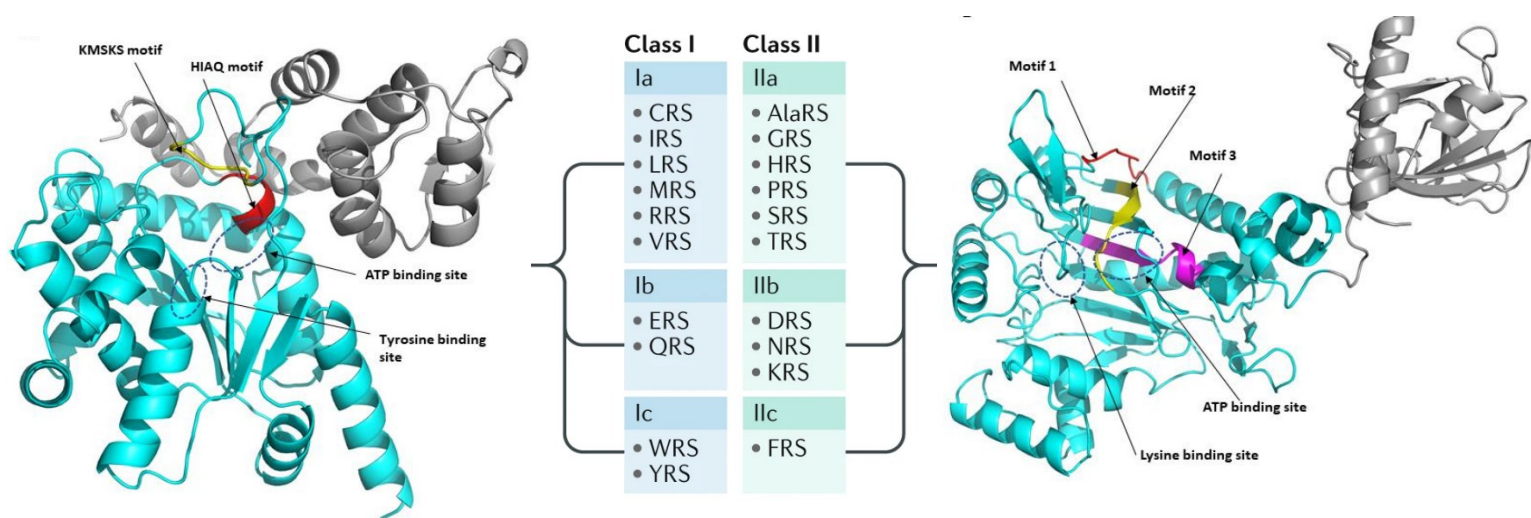 KMSKS motif
HIAQ motif
ATP binding site
Tyrosine binding
site
Class I
Class II
Ia
CRS
IRS
LRS
MRS
RRS
VRS
IIa
AlaRS
GRS
HRS
PRS
SRS
TRS
Ib
ERS
QRS
IIb
DRS
NRS
KRS
Ic
WRS
YRS
IIc
FRS
Motif 1
Motif 2
Motif 3
ATP binding site
Lysine binding site